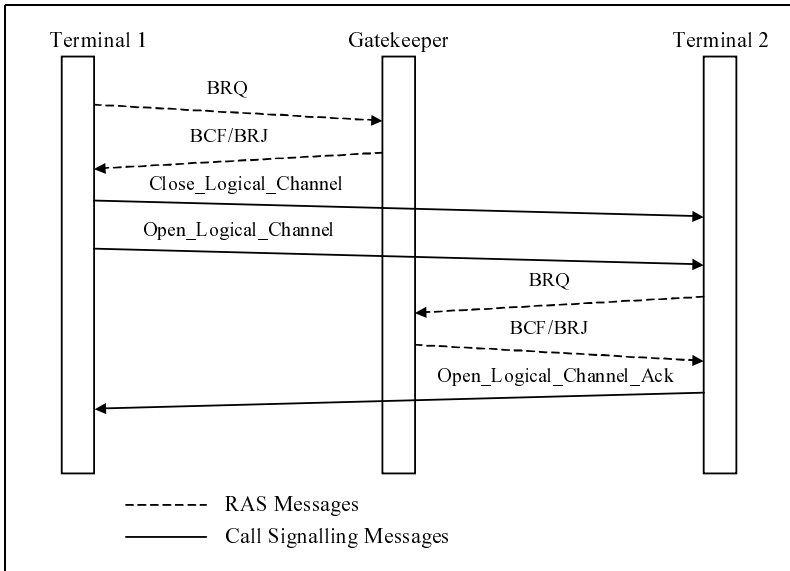 Terminal 1
Gatekeeper
Terminal 2
BRQ
BCF/BRJ
Close_Logical_Channel
Open_Logical_Channel
BRQ
BCF/BRJ
Open_Logical_Channel_Ack
RAS Messages
Call Signalling Messages